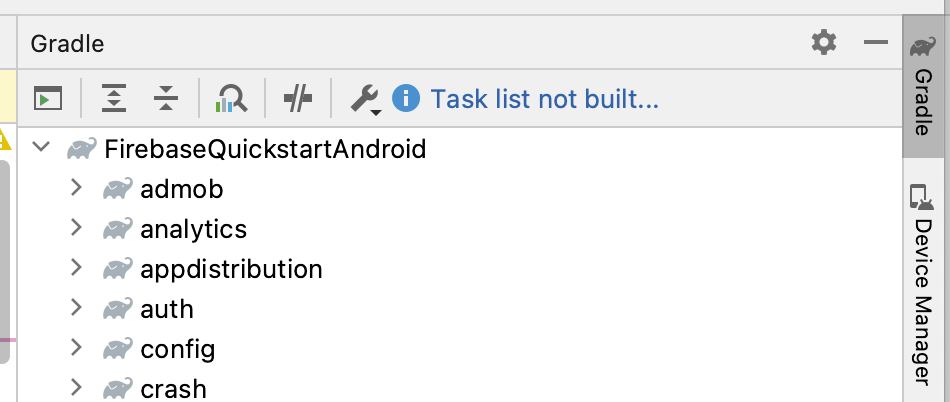 Gradle
Task list not built...
FirebaseQuickstartAndroid
admob
analytics
appdistribution
auth
config
crash
Gradle
Device Manager